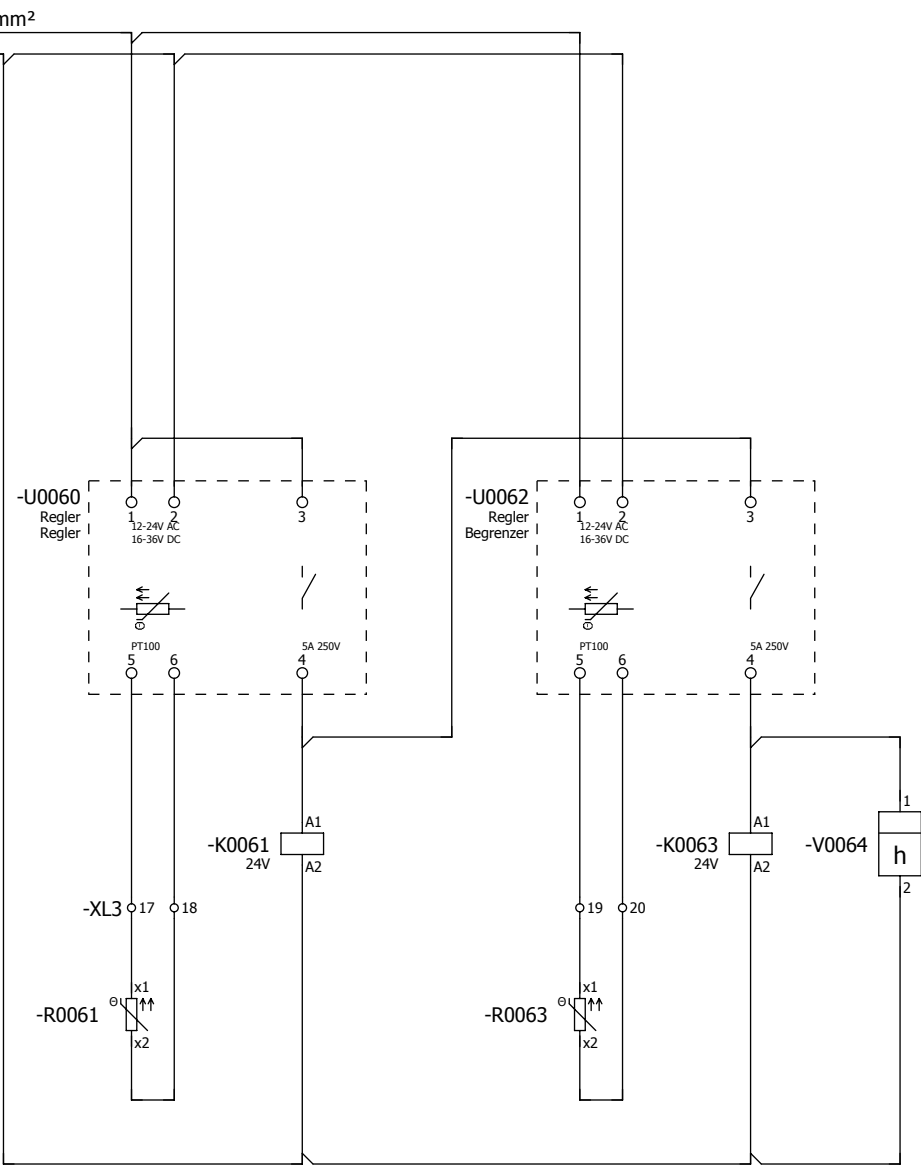 mm²
-U0060
Regler
Regler
1
2
3
12-24V AC
16-36V DC
Θ
PT100
5A 250V
5
6
4
-U0062
Regler
Begrenzer
1
2
3
12-24V AC
16-36V DC
Θ
PT100
5A 250V
5
6
4
-K0061
24V
A1
A2
-K0063
24V
A1
A2
-V0064
1
h
2
-XL3
17
18
19
20
-R0061
Θ
x1
x2
-R0063
Θ
x1
x2